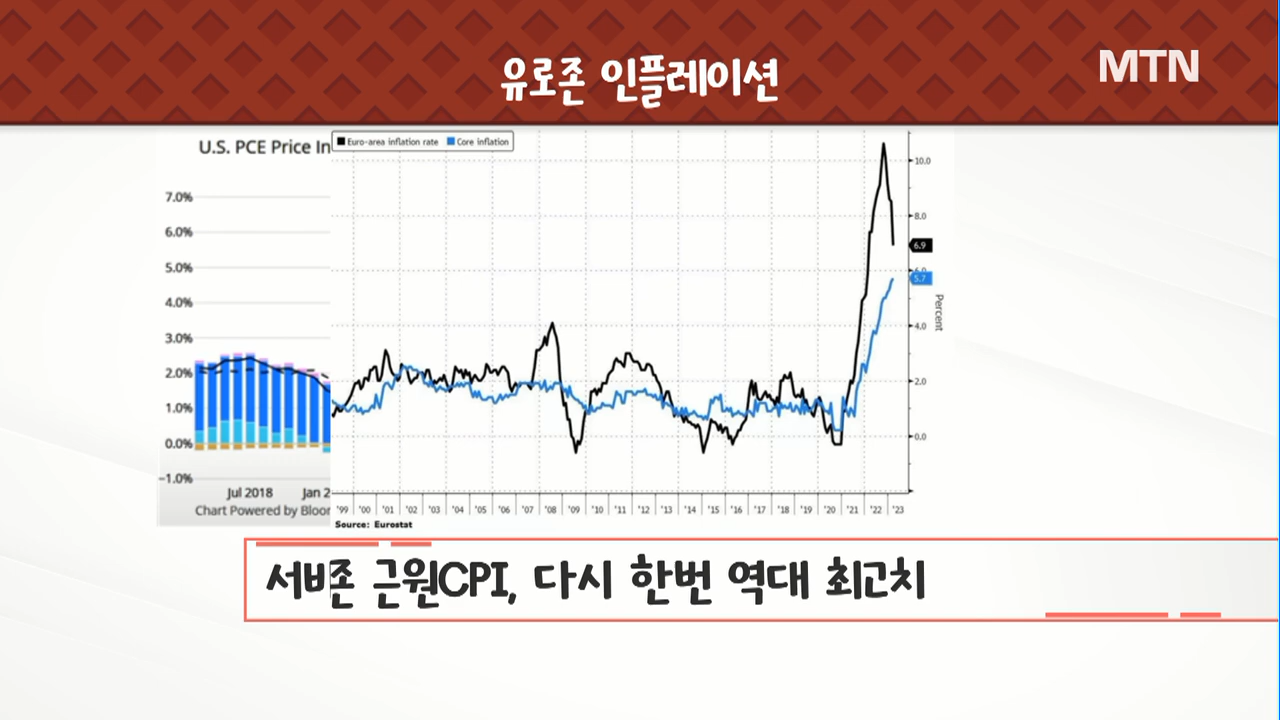 유로존 인플레이션
MTN
U.S. PCE Price In
Euro-area inflation rate Core inflation
7.0%
6.0%
5.0%
4.0%
3.0%
2.0%
1.0%
0.0%
-1.0%
Jul 2018 Jan 2
Chart Powered by Bloor
10.0
8.0
6.9
6.0
5.7
4.0
2.0
0.0
Percent
'99 '00 '01 '02 '03 '04 '05 '06 '07 '08 '09 '10 '11 '12 '13 '14 '15 '16 '17 '18 '19 '20 '21 '22 '23
Source: Eurostat
서비존 근원CPI, 다시 한번 역대 최고치